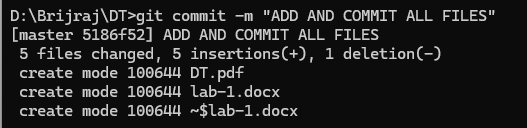 D:\Brijraj\DT>git commit -m "ADD AND COMMIT ALL FILES"
[master 5186f52] ADD AND COMMIT ALL FILES
 5 files changed, 5 insertions(+), 1 deletion(-)
 create mode 100644 DT.pdf
 create mode 100644 lab-1.docx
 create mode 100644 ~$lab-1.docx